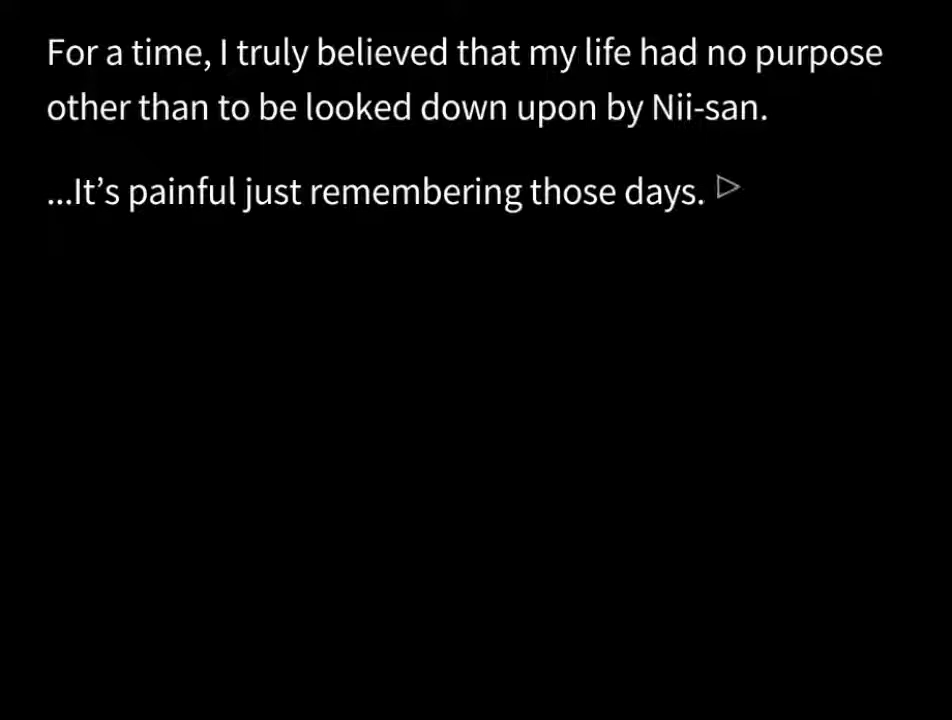 For a time, I truly believed that my life had no purpose
other than to be looked down upon by Nii-san.
...It’s painful just remembering those days.